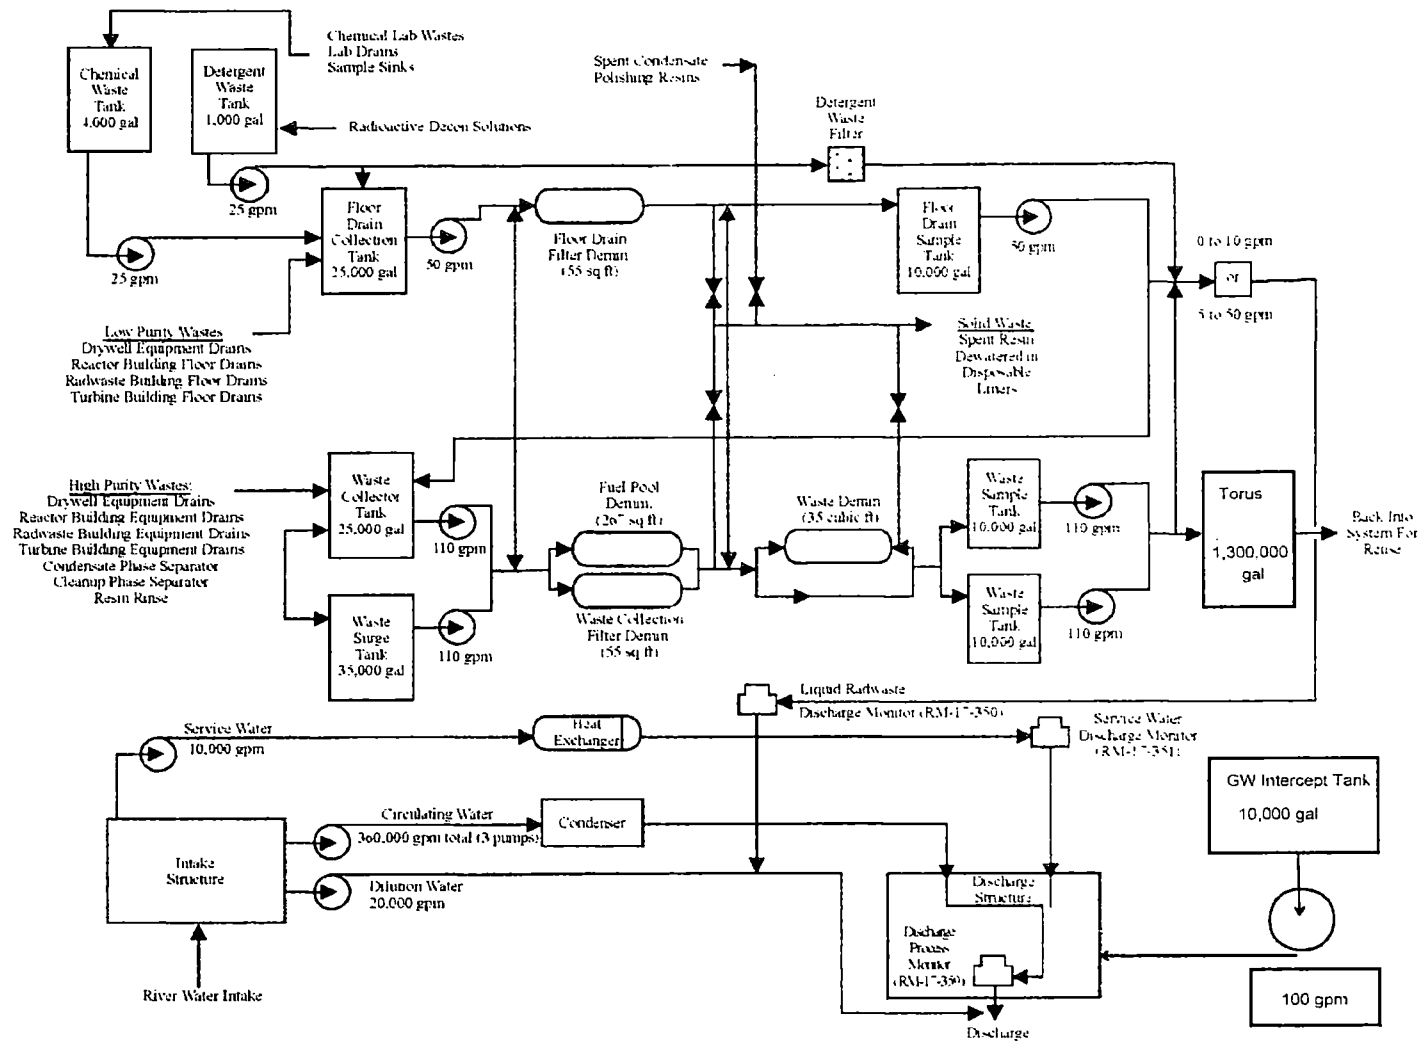 Chemical Lab Wastes
Lab Drains
Sample Sinks
Chemical
Waste
Tank
4,600 gal
Detergent
Waste
Tank
1,000 gal
Radioactive Decon Solutions
Spent Condensate
Polishing Resins
Detergent
Waste
Filter
25 gpm
25 gpm
Floor
Drain
Collection
Tank
25,000 gal
50 gpm
Floor Drain
Filter Demin
(55 sq ft)
Floor
Drain
Sample
Tank
10,000 gal
50 gpm
0 to 10 gpm
or
5 to 50 gpm
Low Purity Wastes
Drywell Equipment Drains
Reactor Building Floor Drains
Radwaste Building Floor Drains
Turbine Building Floor Drains
Solid Waste
Spent Resin
Dewatered in
Disposable
Liners
High Purity Wastes:
Drywell Equipment Drains
Reactor Building Equipment Drains
Radwaste Building Equipment Drains
Turbine Building Equipment Drains
Condensate Phase Separator
Cleanup Phase Separator
Resin Rinse
Waste
Collector
Tank
25,000 gal
110 gpm
Waste
Surge
Tank
35,000 gal
110 gpm
Fuel Pool
Demin.
(267 sq ft)
Waste Collection
Filter Demin
(55 sq ft)
Waste Demin
(35 cubic ft)
Waste
Sample
Tank
10,000 gal
110 gpm
Waste
Sample
Tank
10,000 gal
110 gpm
Torus
1,300,000
gal
Back Into
System For
Reuse
Liquid Radwaste
Discharge Monitor (RM-17-350)
Service Water
Discharge Monitor
(RM-17-351)
Service Water
10,000 gpm
Heat
Exchanger
Circulating Water
360,000 gpm total (3 pumps)
Condenser
Intake
Structure
Dilution Water
20,000 gpm
River Water Intake
Discharge
Structure
Discharge
Process
Monitor
(RM-17-359)
Discharge
GW Intercept Tank
10,000 gal
100 gpm